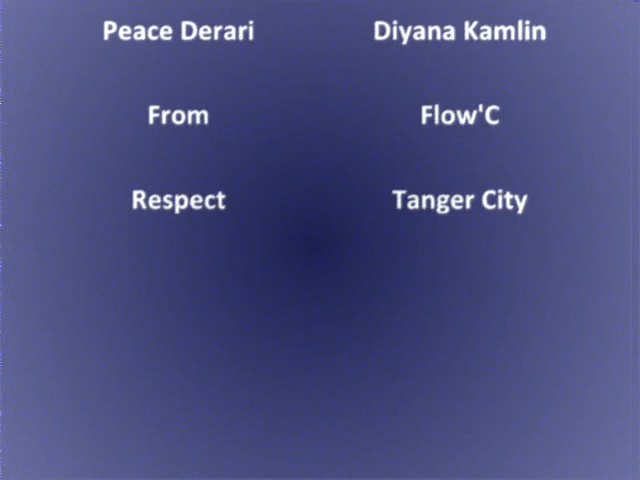 Peace Derari Diyana Kamlin
From Flow'C
Respect Tanger City